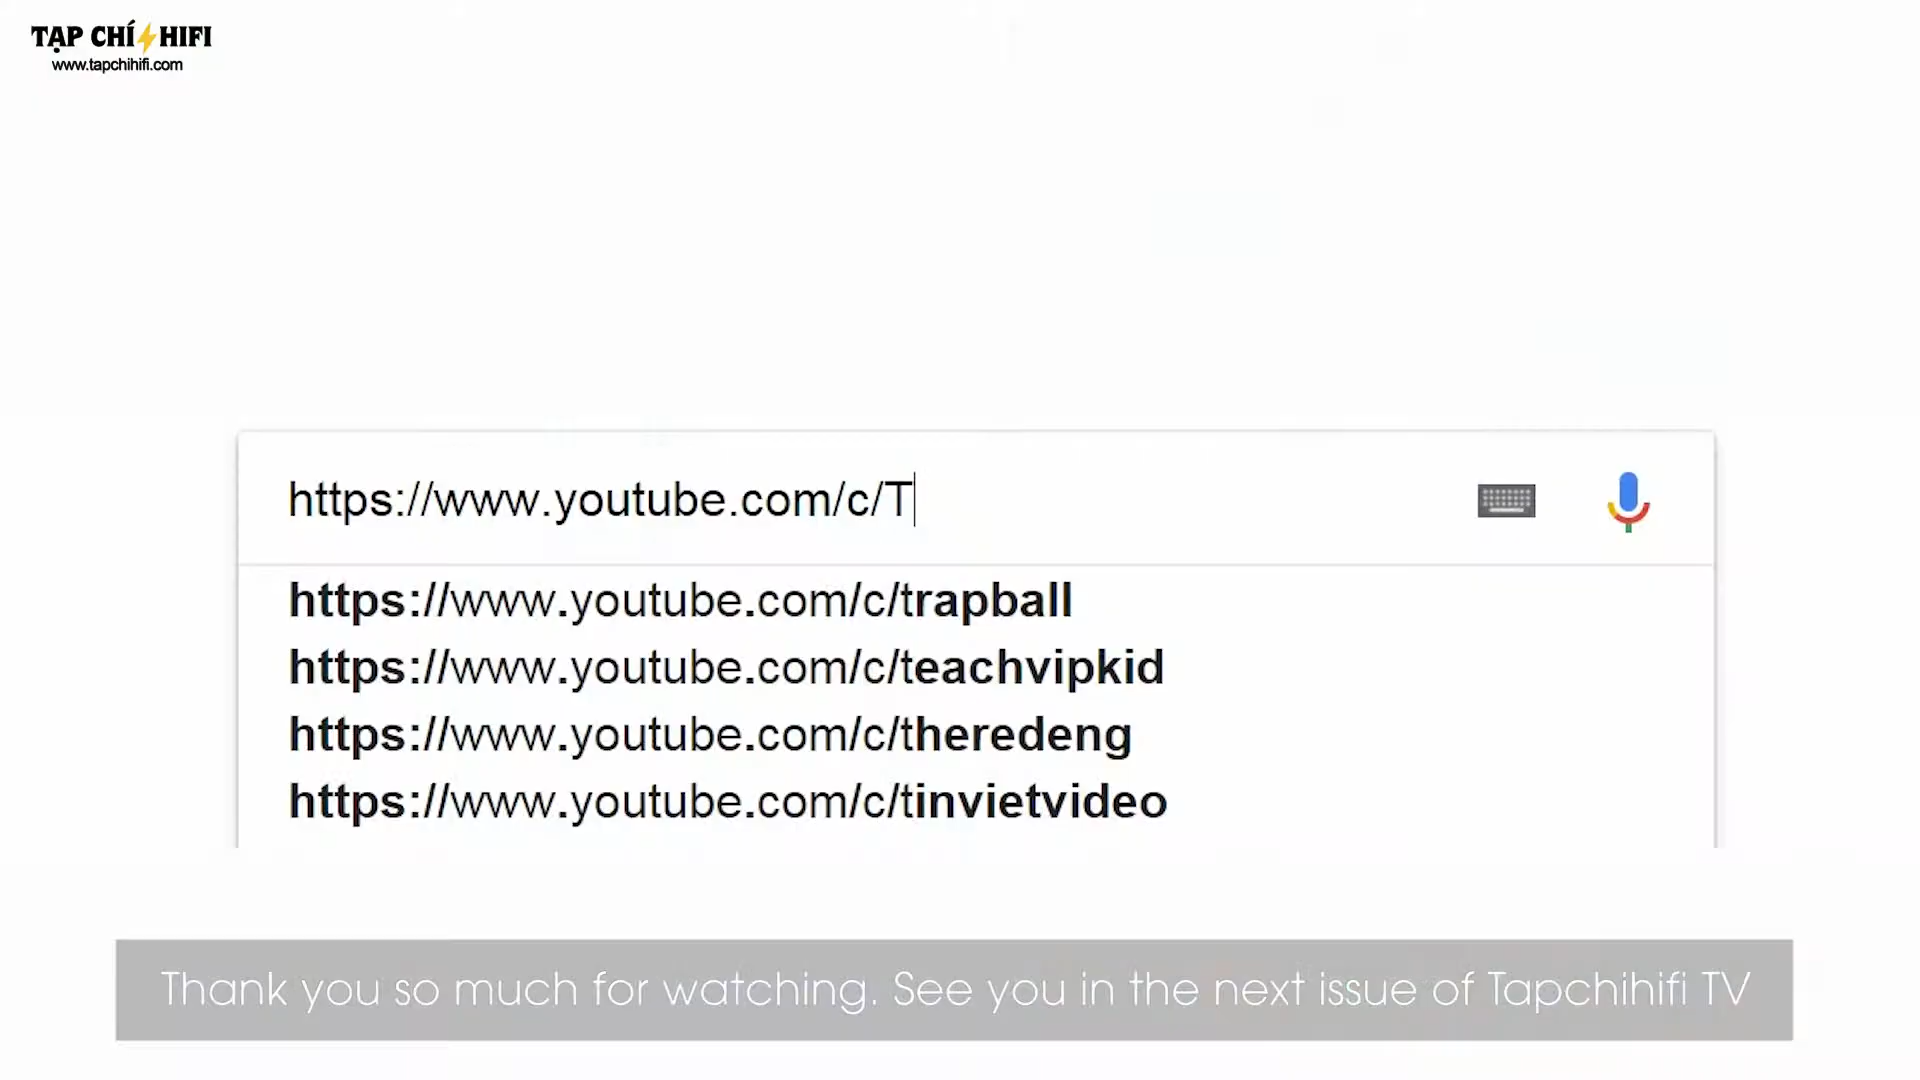 TẠP CHÍ HIFI
www.tapchihifi.com
https://www.youtube.com/c/T
https://www.youtube.com/c/trapball
https://www.youtube.com/c/teachvipkid
https://www.youtube.com/c/theredeng
https://www.youtube.com/c/tinvietvideo
Thank you so much for watching. See you in the next issue of Tapchihifi TV